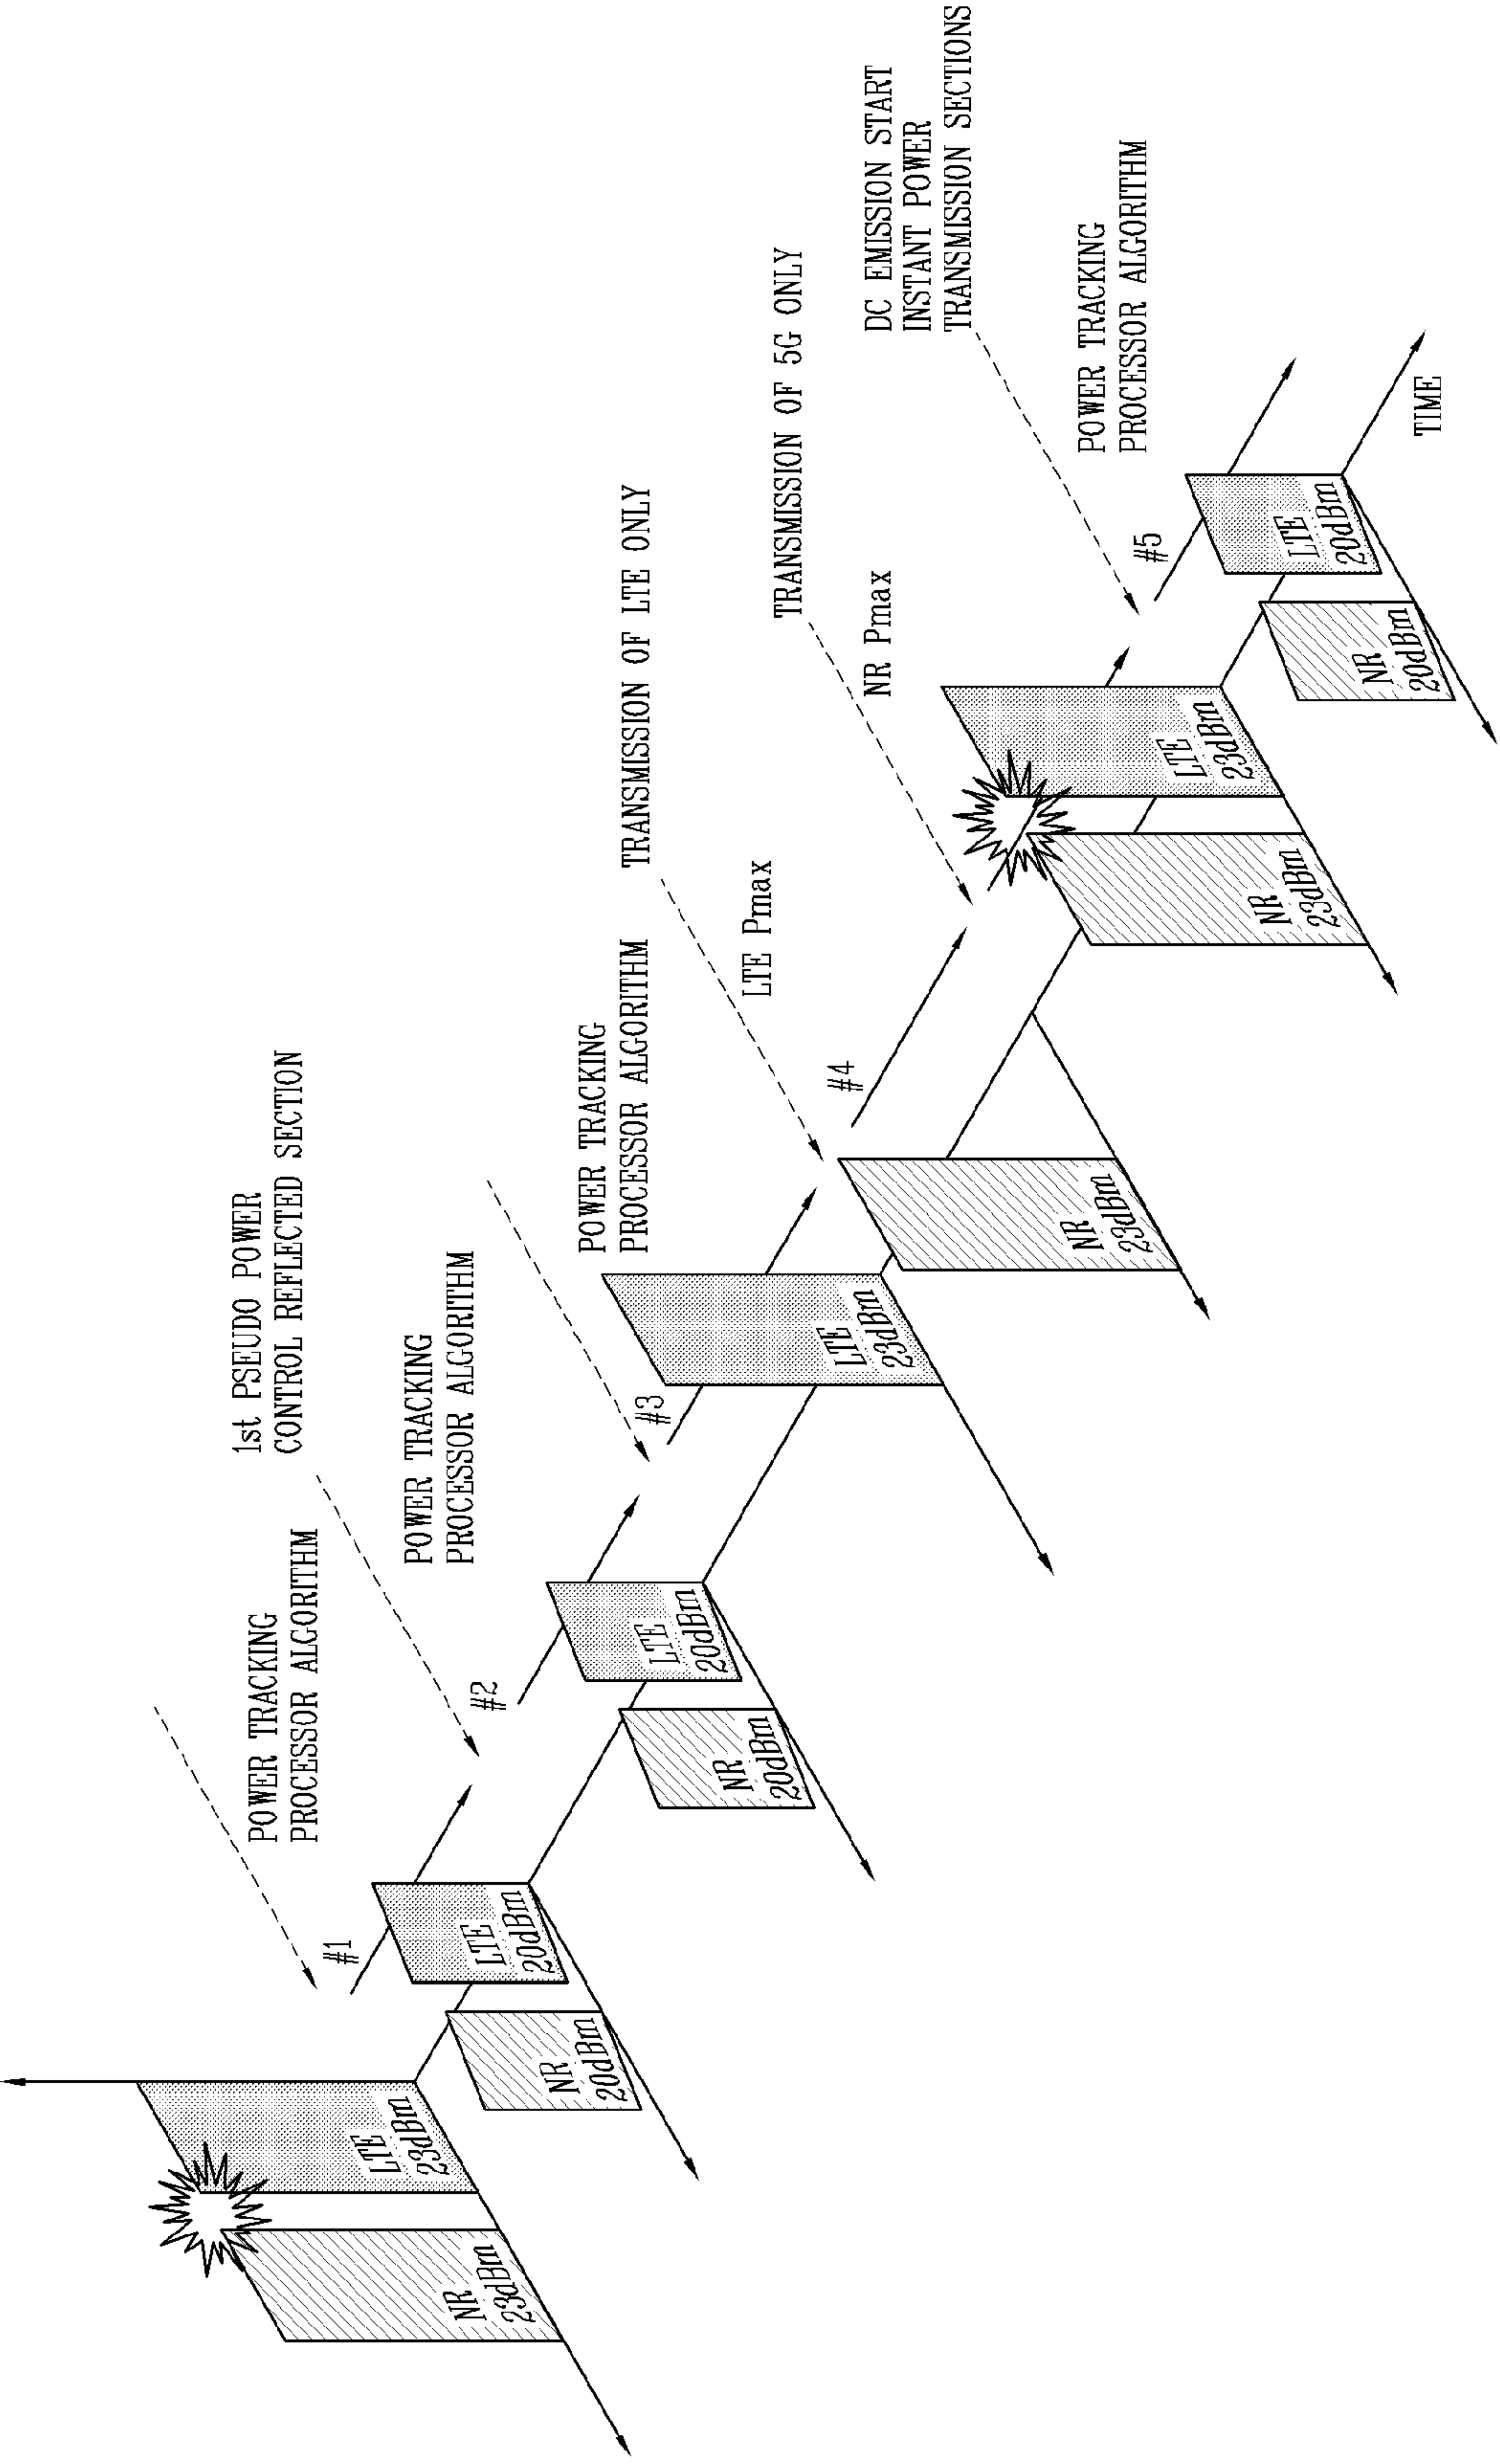 NR
23dBm
LTE
23dBm
#1
POWER TRACKING
PROCESSOR ALGORITHM
NR
20dBm
LTE
20dBm
1st PSEUDO POWER
CONTROL REFLECTED SECTION
#2
POWER TRACKING
PROCESSOR ALGORITHM
NR
20dBm
LTE
20dBm
#3
POWER TRACKING
PROCESSOR ALGORITHM
LTE
23dBm
TRANSMISSION OF LTE ONLY
LTE Pmax
#4
NR
23dBm
TRANSMISSION OF 5G ONLY
NR Pmax
NR
23dBm
LTE
23dBm
DC EMISSION START
INSTANT POWER
TRANSMISSION SECTIONS
#5
POWER TRACKING
PROCESSOR ALGORITHM
NR
20dBm
LTE
20dBm
TIME